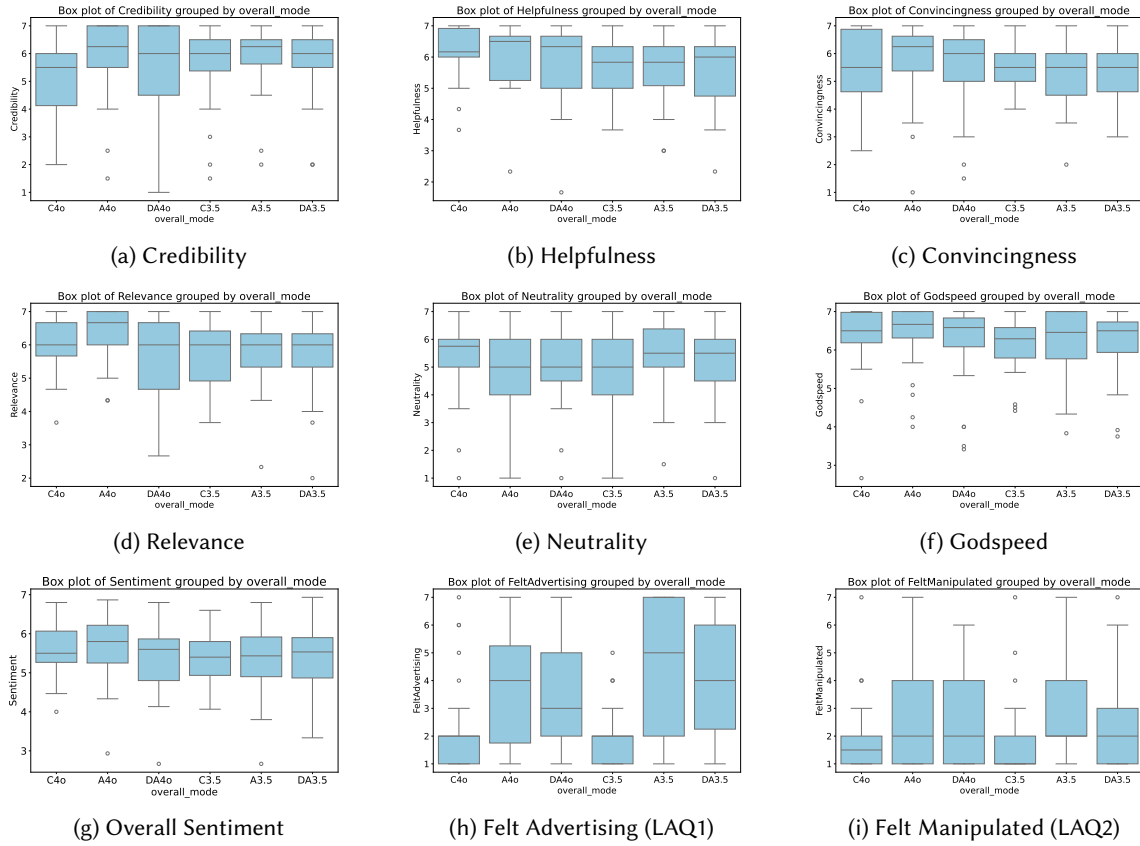 Box plot of Credibility grouped by overall_mode
7
6
5
4
3
2
1
Credibility
C4o A4o DA4o C3.5 A3.5 DA3.5
overall_mode
(a) Credibility
Box plot of Helpfulness grouped by overall_mode
7
6
5
4
3
2
Helpfulness
C4o A4o DA4o C3.5 A3.5 DA3.5
overall_mode
(b) Helpfulness
Box plot of Convincingness grouped by overall_mode
7
6
5
4
3
2
1
Convincingness
C4o A4o DA4o C3.5 A3.5 DA3.5
overall_mode
(c) Convincingness
Box plot of Relevance grouped by overall_mode
7
6
5
4
3
2
Relevance
C4o A4o DA4o C3.5 A3.5 DA3.5
overall_mode
(d) Relevance
Box plot of Neutrality grouped by overall_mode
7
6
5
4
3
2
1
Neutrality
C4o A4o DA4o C3.5 A3.5 DA3.5
overall_mode
(e) Neutrality
Box plot of Godspeed grouped by overall_mode
7
6
5
4
3
Godspeed
C4o A4o DA4o C3.5 A3.5 DA3.5
overall_mode
(f) Godspeed
Box plot of Sentiment grouped by overall_mode
7
6
5
4
3
Sentiment
C4o A4o DA4o C3.5 A3.5 DA3.5
overall_mode
(g) Overall Sentiment
Box plot of FeltAdvertising grouped by overall_mode
7
6
5
4
3
2
1
FeltAdvertising
C4o A4o DA4o C3.5 A3.5 DA3.5
overall_mode
(h) Felt Advertising (LAQ1)
Box plot of FeltManipulated grouped by overall_mode
7
6
5
4
3
2
1
FeltManipulated
C4o A4o DA4o C3.5 A3.5 DA3.5
overall_mode
(i) Felt Manipulated (LAQ2)